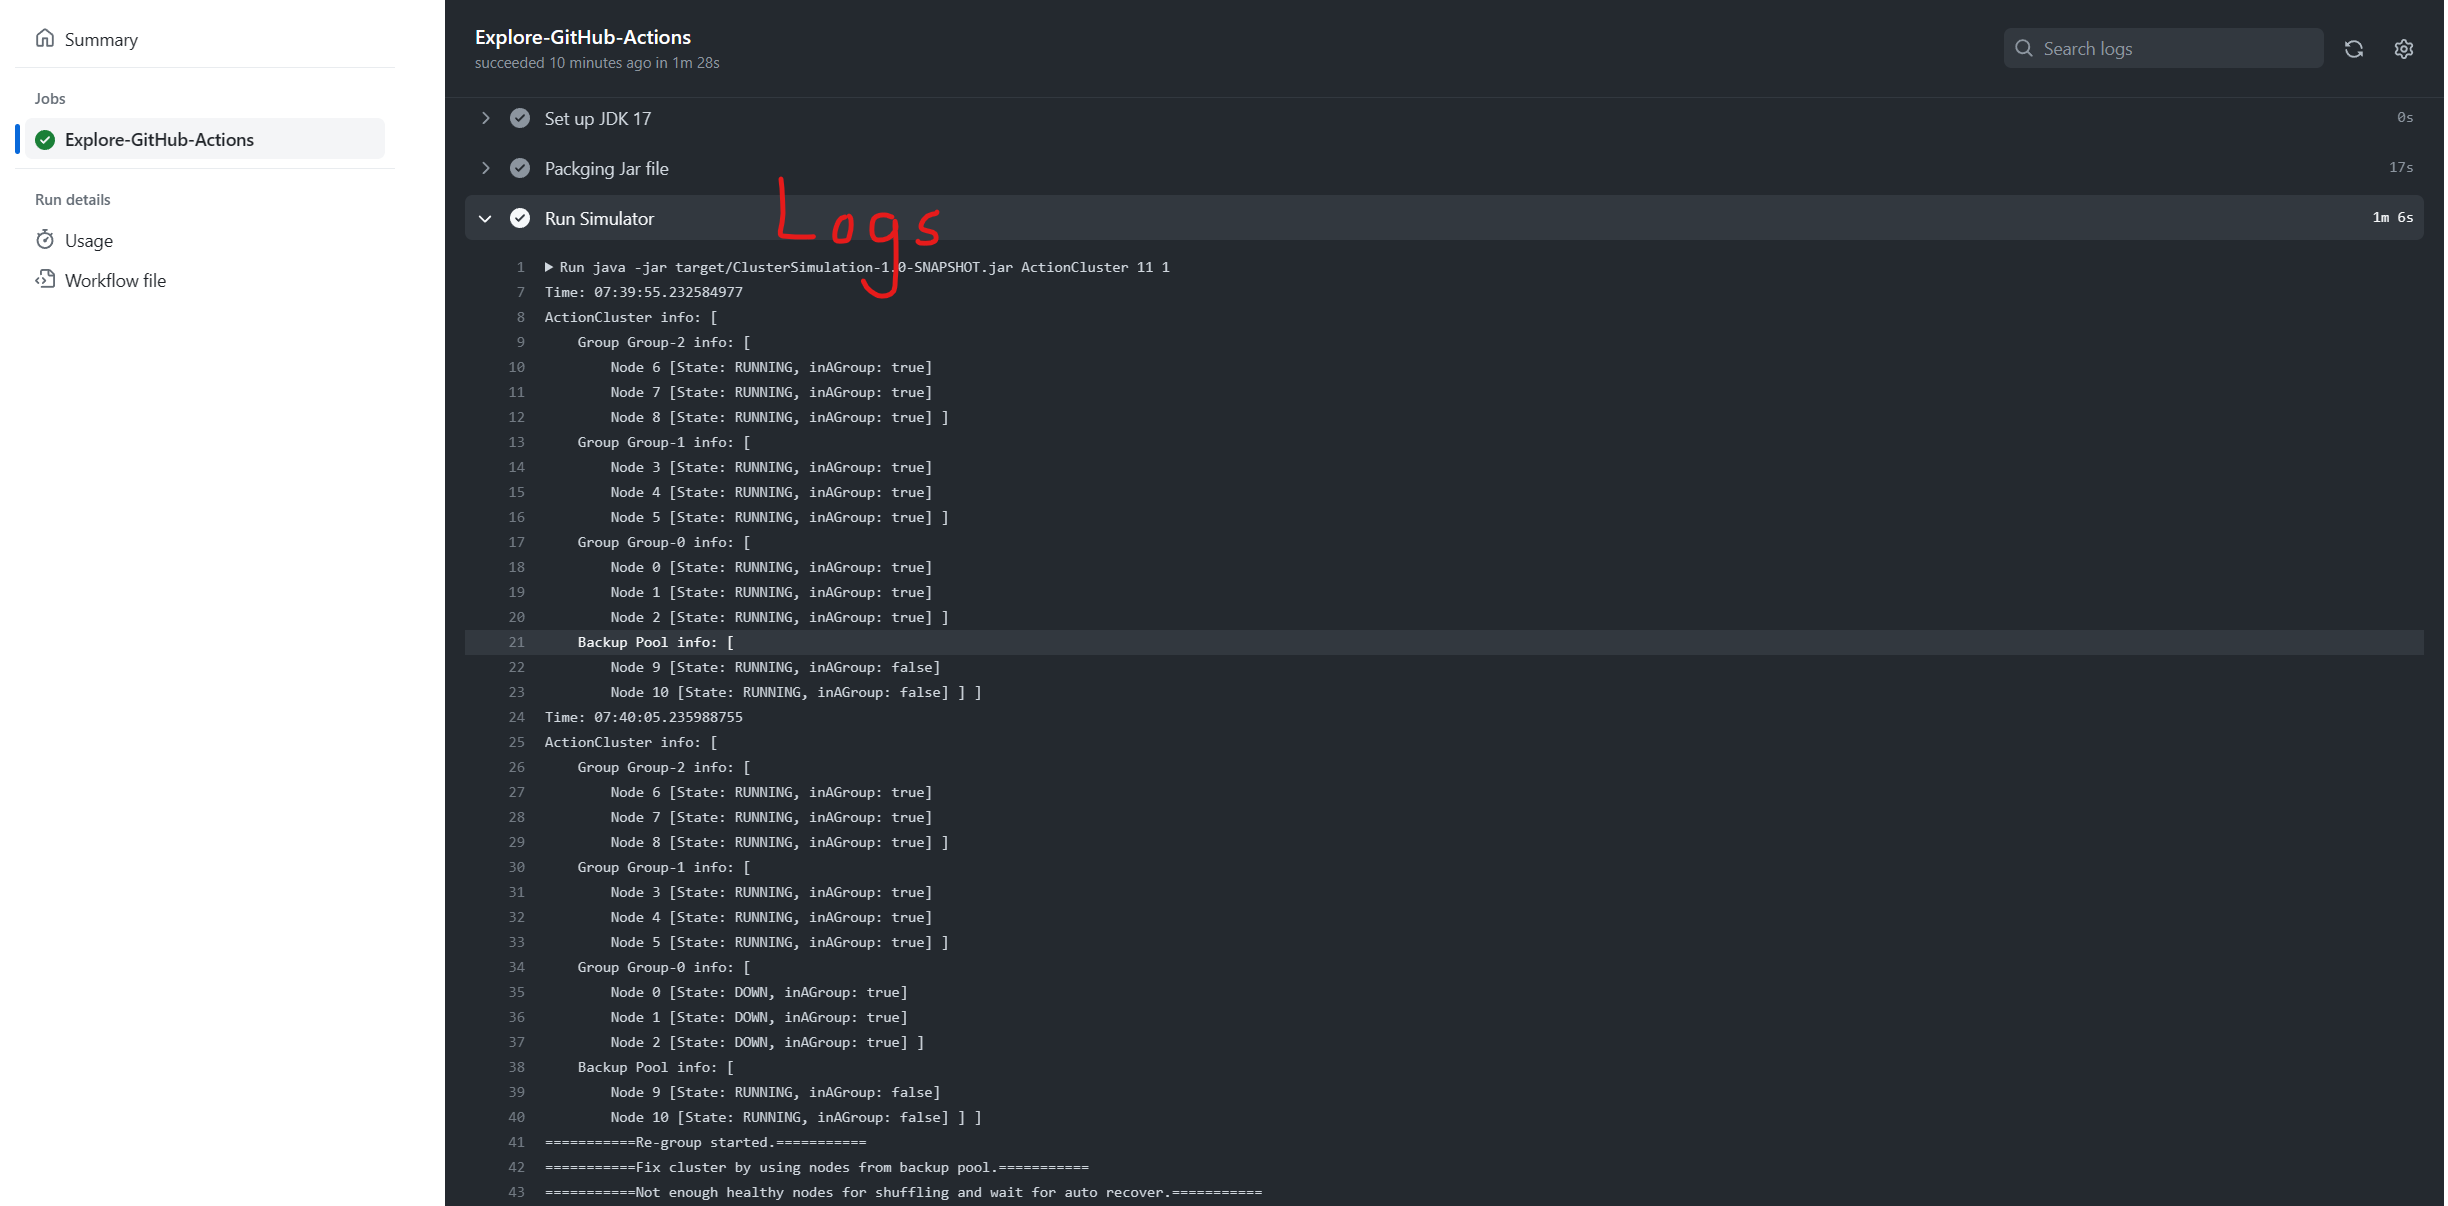 Summary
Jobs
Explore-GitHub-Actions
Run details
Usage
Workflow file
Explore-GitHub-Actions
succeeded 10 minutes ago in 1m 28s
Search logs
Set up JDK 17 0s
Packging Jar file 17s
Run Simulator 1m 6s
Logs
1 Run java -jar target/ClusterSimulation-1.0-SNAPSHOT.jar ActionCluster 11 1
7 Time: 07:39:55.232584977
8 ActionCluster info: [
9 Group Group-2 info: [
10 Node 6 [State: RUNNING, inAGroup: true]
11 Node 7 [State: RUNNING, inAGroup: true]
12 Node 8 [State: RUNNING, inAGroup: true] ]
13 Group Group-1 info: [
14 Node 3 [State: RUNNING, inAGroup: true]
15 Node 4 [State: RUNNING, inAGroup: true]
16 Node 5 [State: RUNNING, inAGroup: true] ]
17 Group Group-0 info: [
18 Node 0 [State: RUNNING, inAGroup: true]
19 Node 1 [State: RUNNING, inAGroup: true]
20 Node 2 [State: RUNNING, inAGroup: true] ]
21 Backup Pool info: [
22 Node 9 [State: RUNNING, inAGroup: false]
23 Node 10 [State: RUNNING, inAGroup: false] ] ]
24 Time: 07:40:05.235988755
25 ActionCluster info: [
26 Group Group-2 info: [
27 Node 6 [State: RUNNING, inAGroup: true]
28 Node 7 [State: RUNNING, inAGroup: true]
29 Node 8 [State: RUNNING, inAGroup: true] ]
30 Group Group-1 info: [
31 Node 3 [State: RUNNING, inAGroup: true]
32 Node 4 [State: RUNNING, inAGroup: true]
33 Node 5 [State: RUNNING, inAGroup: true] ]
34 Group Group-0 info: [
35 Node 0 [State: DOWN, inAGroup: true]
36 Node 1 [State: DOWN, inAGroup: true]
37 Node 2 [State: DOWN, inAGroup: true] ]
38 Backup Pool info: [
39 Node 9 [State: RUNNING, inAGroup: false]
40 Node 10 [State: RUNNING, inAGroup: false] ] ]
41 ===========Re-group started.===========
42 ===========Fix cluster by using nodes from backup pool.===========
43 ===========Not enough healthy nodes for shuffling and wait for auto recover.===========